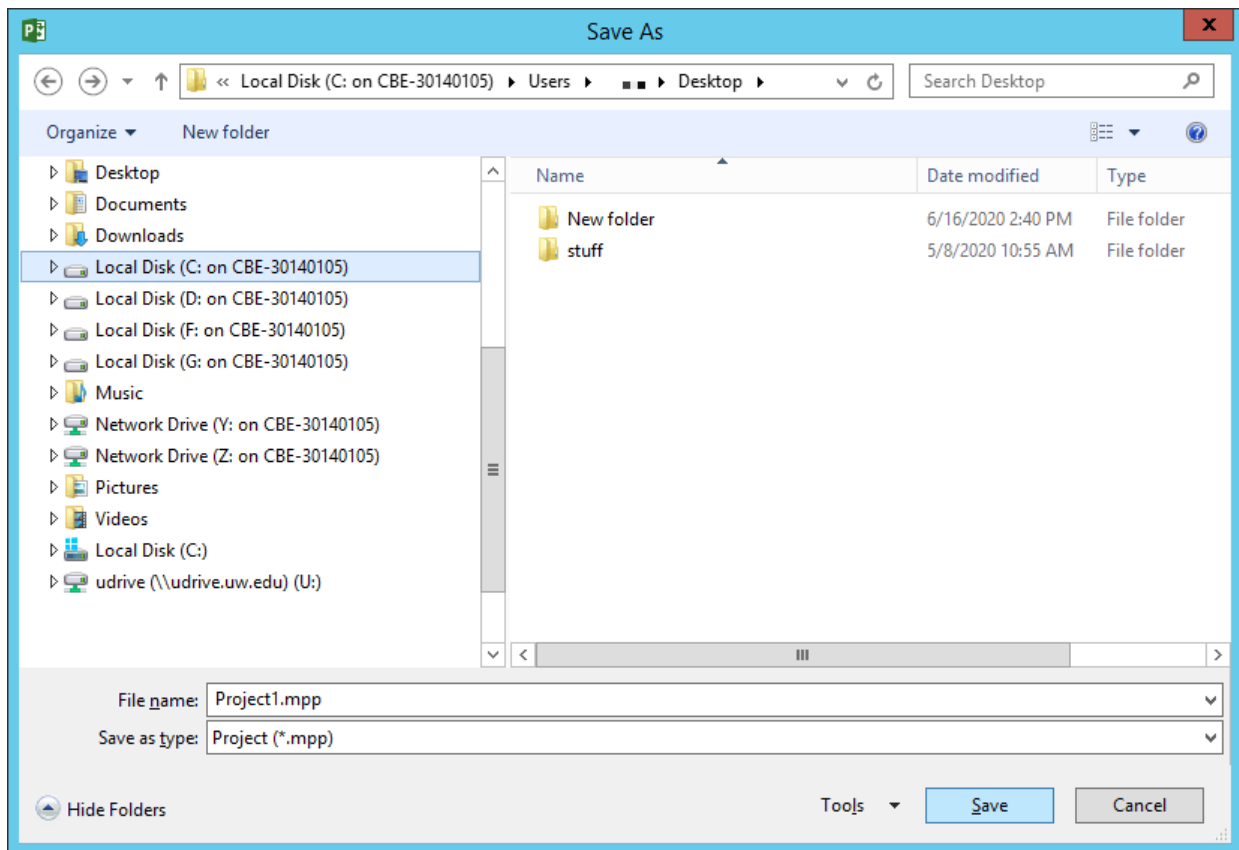 Save As
x
« Local Disk (C: on CBE-30140105) Users Desktop
Search Desktop
Organize New folder
Desktop
Documents
Downloads
Local Disk (C: on CBE-30140105)
Local Disk (D: on CBE-30140105)
Local Disk (F: on CBE-30140105)
Local Disk (G: on CBE-30140105)
Music
Network Drive (Y: on CBE-30140105)
Network Drive (Z: on CBE-30140105)
Pictures
Videos
Local Disk (C:)
udrive (\\udrive.uw.edu) (U:)
Name Date modified Type
New folder 6/16/2020 2:40 PM File folder
stuff 5/8/2020 10:55 AM File folder
File name: Project1.mpp
Save as type: Project (*.mpp)
Hide Folders Tools Save Cancel